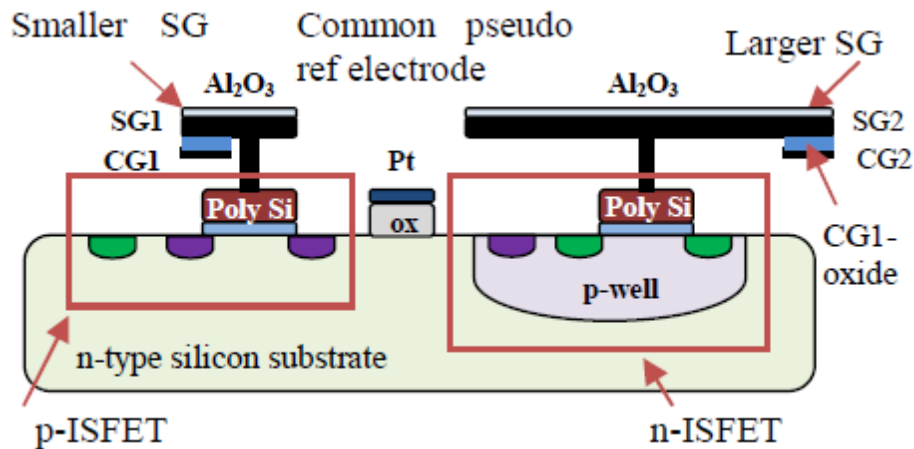 Smaller SG
Common pseudo
ref electrode
Larger SG
Al₂O₃
Al₂O₃
SG1
SG2
CG1
CG2
Pt
Poly Si
Poly Si
ox
CG1-
oxide
p-well
n-type silicon substrate
p-ISFET
n-ISFET